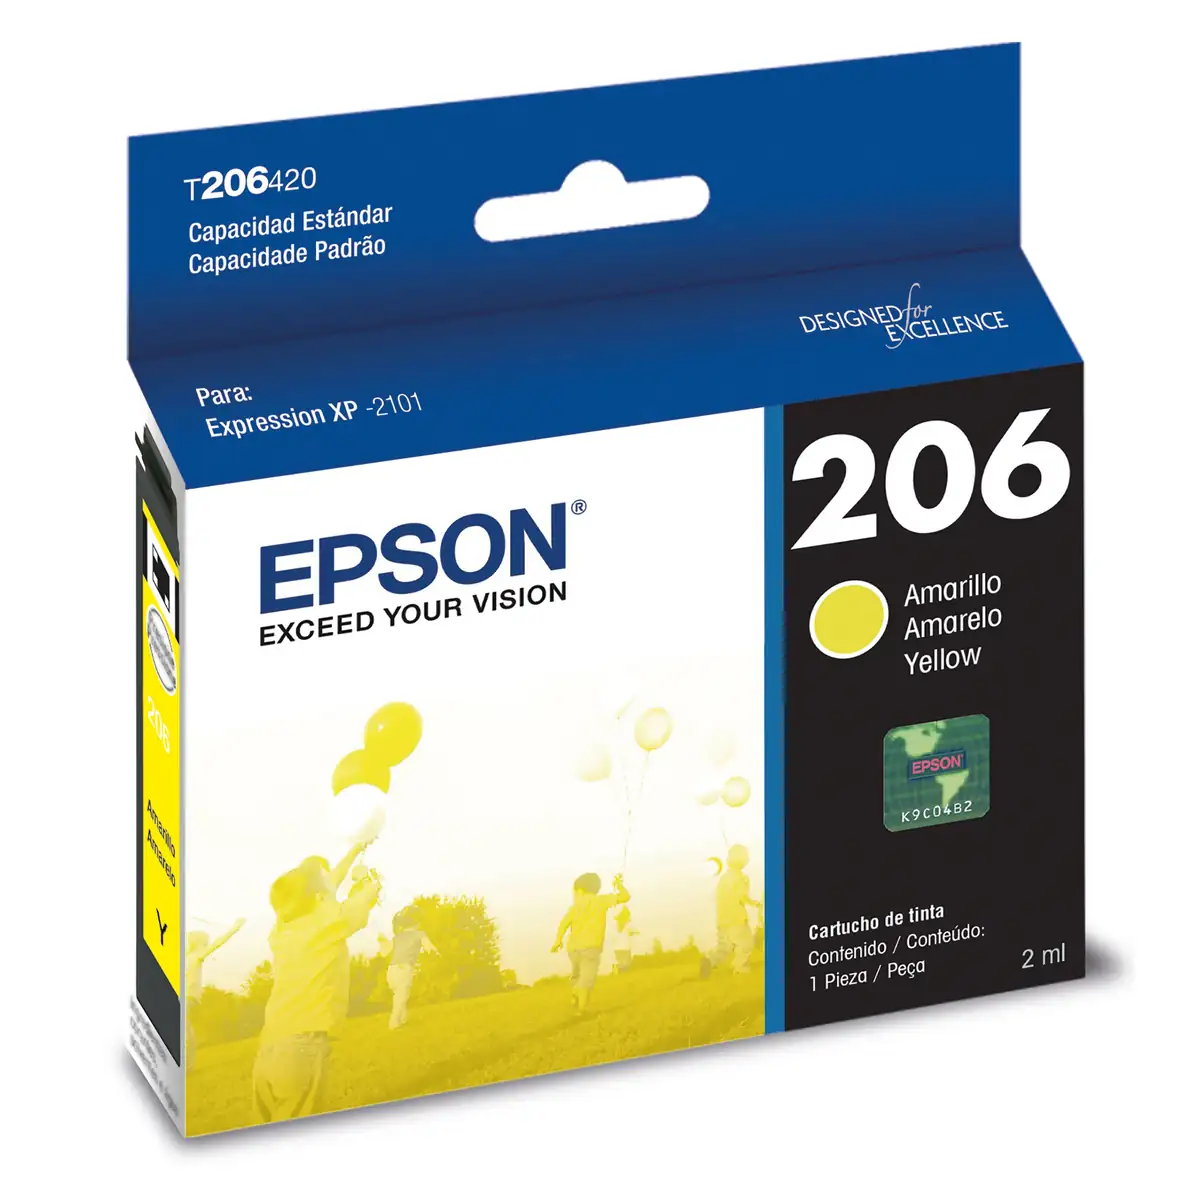 T206420
Capacidad Estándar
Capacidade Padrão
DESIGNED for
EXCELLENCE
Para:
Expression XP -2101
206
EPSON®
EXCEED YOUR VISION
Amarillo
Amarelo
Yellow
EPSON
K9C04B2
Cartucho de tinta
Contenido / Conteúdo:
1 Pieza / Peça
2 ml
206
Amarillo
Amarelo
Y